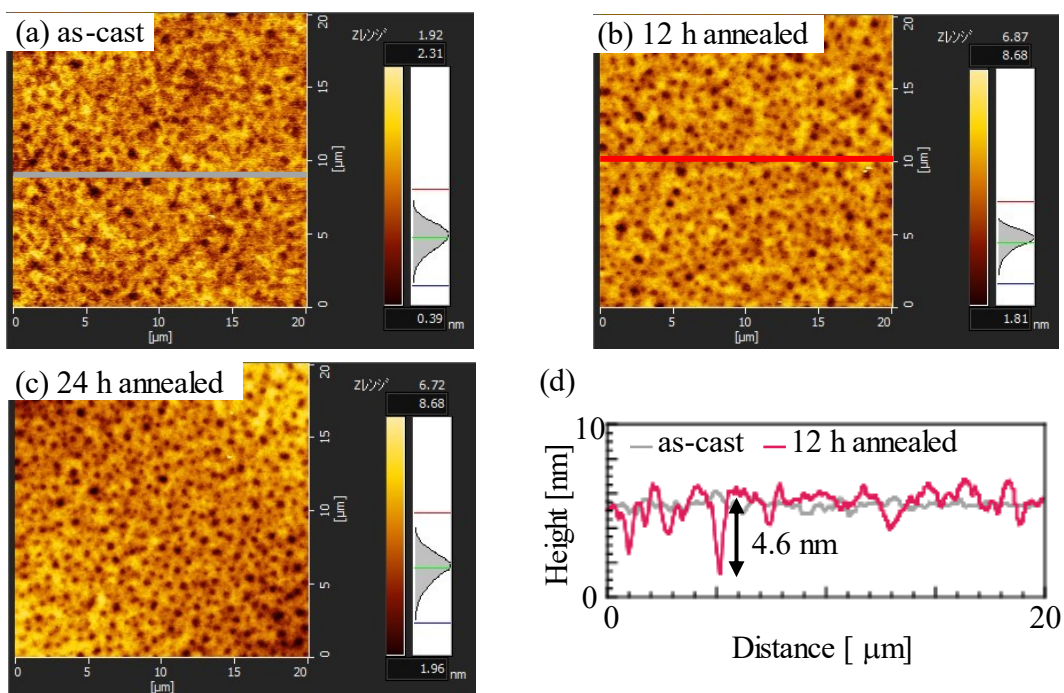 (a) as-cast
Zレンジ 1.92
2.31
20
15
10
5
0
[µm]
0.39 nm
0 5 10 15 20
[µm]
(b) 12 h annealed
Zレンジ 6.87
8.68
20
15
10
5
0
[µm]
1.81 nm
0 5 10 15 20
[µm]
(c) 24 h annealed
Zレンジ 6.72
8.68
20
15
10
5
0
[µm]
1.96 nm
0 5 10 15 20
[µm]
(d)
10
as-cast 12 h annealed
Height [nm]
4.6 nm
0
0 20
Distance [ µm]